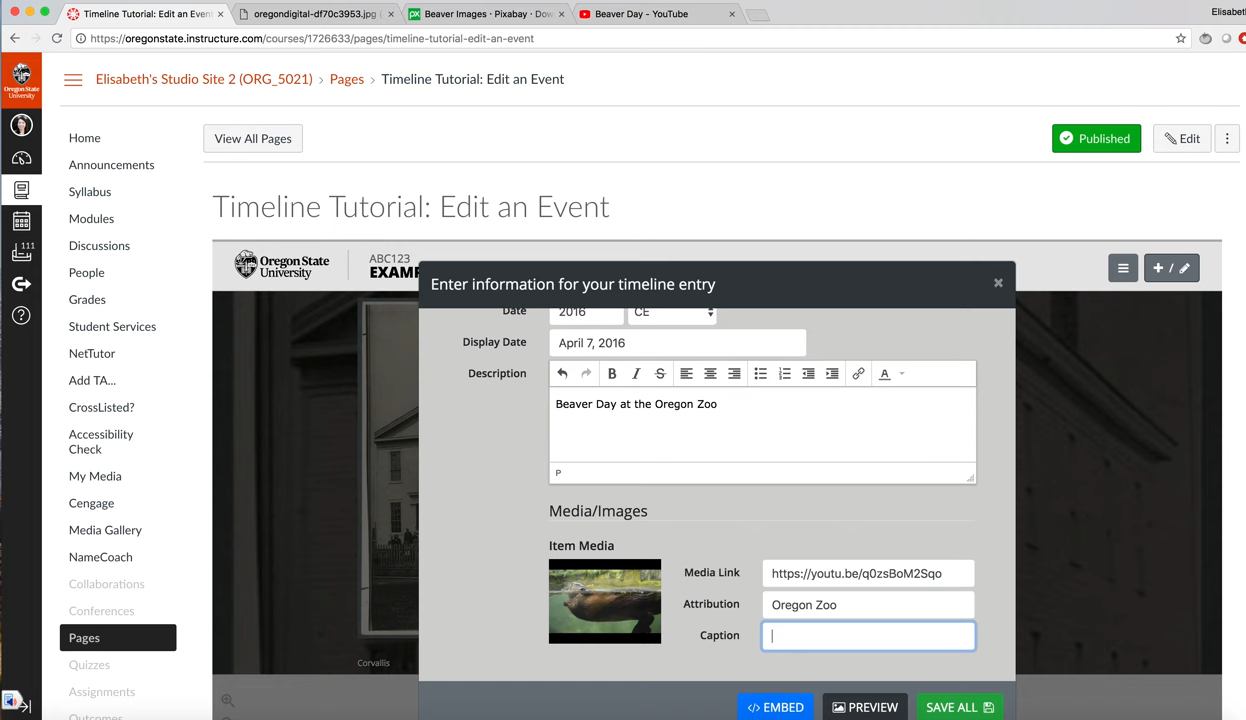 Timeline Tutorial: Edit an Event
oregondigital-df70c3953.jpg
Beaver Images · Pixabay · Dow
Beaver Day - YouTube
Elisabeth
https://oregonstate.instructure.com/courses/1726633/pages/timeline-tutorial-edit-an-event
Oregon State
University
Elisabeth's Studio Site 2 (ORG_5021) › Pages › Timeline Tutorial: Edit an Event
View All Pages
Published
Edit
Home
Announcements
Syllabus
Modules
Discussions
People
Grades
Student Services
NetTutor
Add TA...
CrossListed?
Accessibility
Check
My Media
Cengage
Media Gallery
NameCoach
Collaborations
Conferences
Pages
Quizzes
Assignments
Outcomes
111
Timeline Tutorial: Edit an Event
Oregon State
University
ABC123
EXAMP
+ /
Enter information for your timeline entry
×
Date
2016
CE
Display Date
April 7, 2016
Description
B I S A
Beaver Day at the Oregon Zoo
P
Media/Images
Item Media
Media Link
https://youtu.be/q0zsBoM2Sqo
Attribution
Oregon Zoo
Caption
Corvallis
</> EMBED
PREVIEW
SAVE ALL